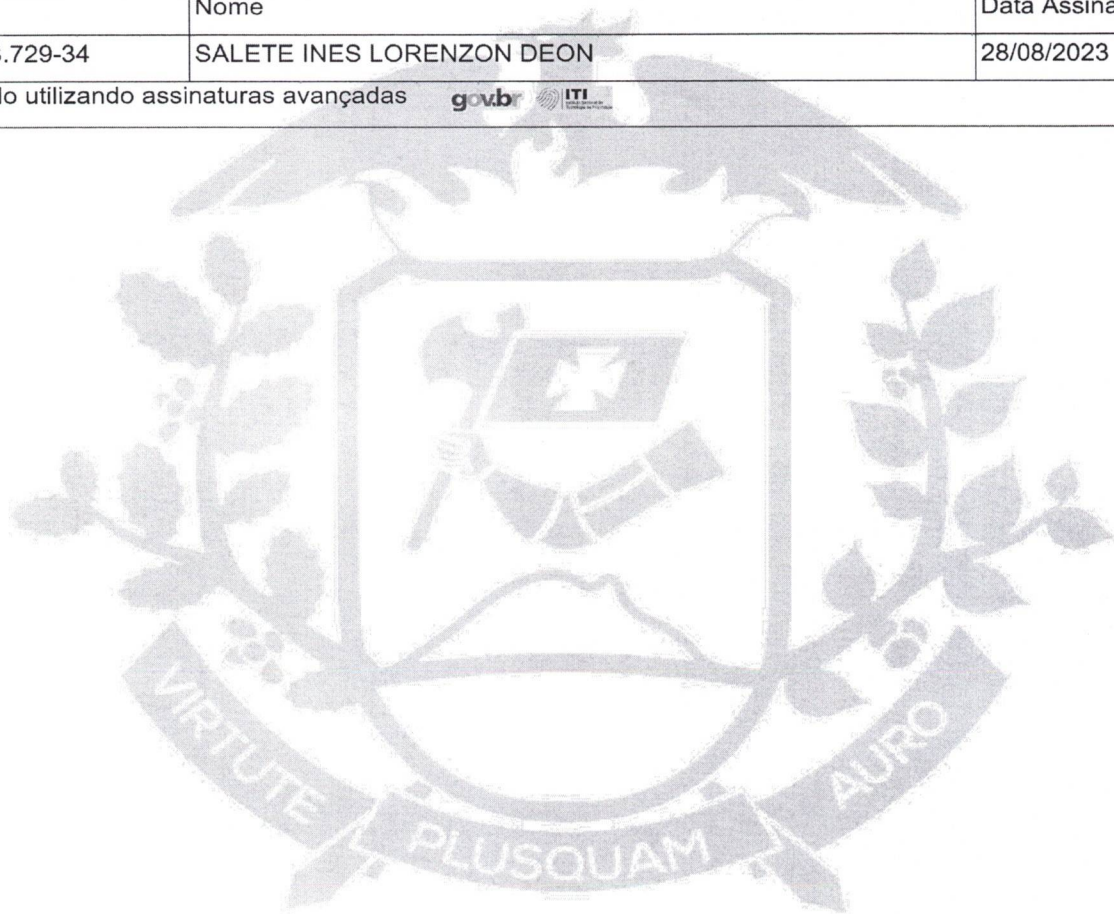 Nome Data Assina
.729-34 SALETE INES LORENZON DEON 28/08/2023
do utilizando assinaturas avançadas gov.br ITI
VIRTUTE PLUSQUAM AURO